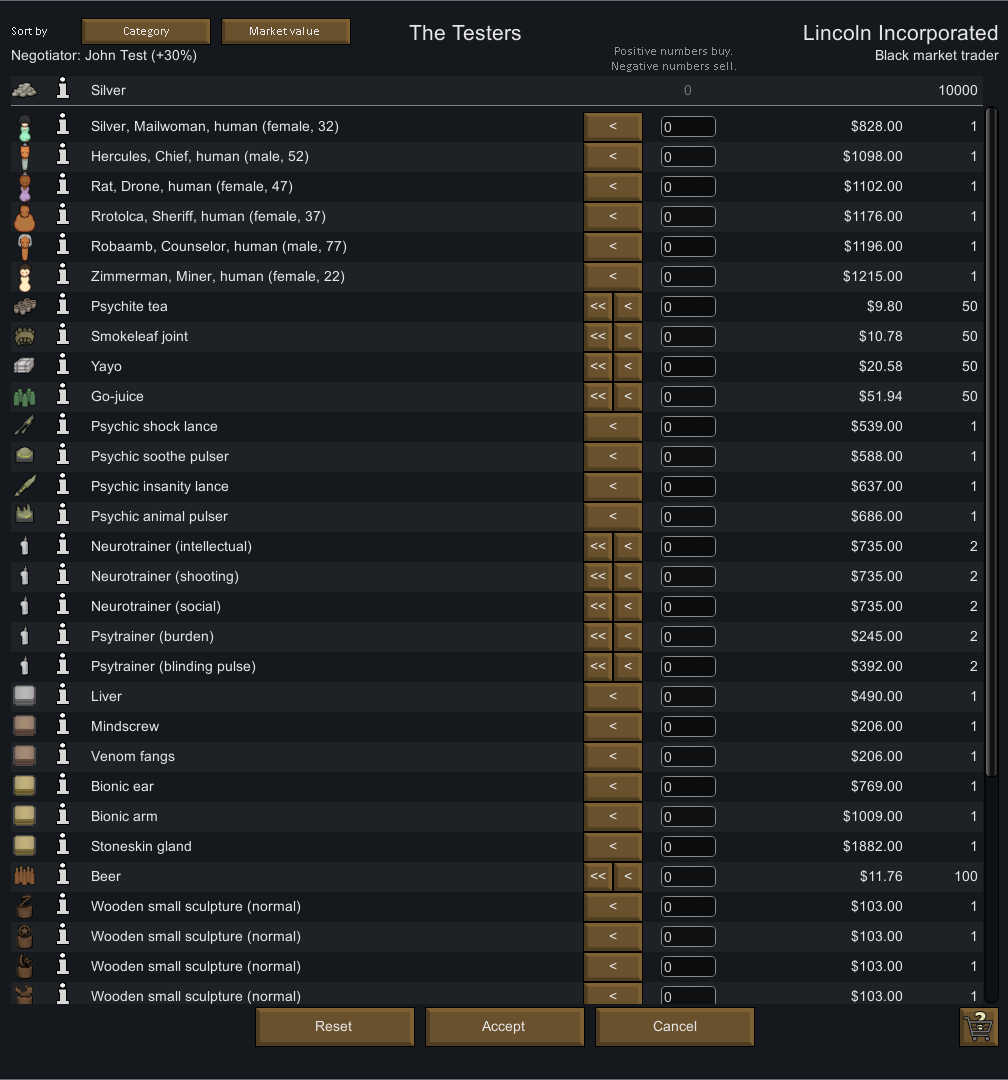 Sort by Category Market value The Testers Lincoln Incorporated
Negotiator: John Test (+30%) Positive numbers buy. Black market trader
Negative numbers sell.
Silver 0 10000
Silver, Mailwoman, human (female, 32) < 0 $828.00 1
Hercules, Chief, human (male, 52) < 0 $1098.00 1
Rat, Drone, human (female, 47) < 0 $1102.00 1
Rrotolca, Sheriff, human (female, 37) < 0 $1176.00 1
Robaamb, Counselor, human (male, 77) < 0 $1196.00 1
Zimmerman, Miner, human (female, 22) < 0 $1215.00 1
Psychite tea << < 0 $9.80 50
Smokeleaf joint << < 0 $10.78 50
Yayo << < 0 $20.58 50
Go-juice << < 0 $51.94 50
Psychic shock lance < 0 $539.00 1
Psychic soothe pulser < 0 $588.00 1
Psychic insanity lance < 0 $637.00 1
Psychic animal pulser < 0 $686.00 1
Neurotrainer (intellectual) << < 0 $735.00 2
Neurotrainer (shooting) << < 0 $735.00 2
Neurotrainer (social) << < 0 $735.00 2
Psytrainer (burden) << < 0 $245.00 2
Psytrainer (blinding pulse) << < 0 $392.00 2
Liver < 0 $490.00 1
Mindscrew < 0 $206.00 1
Venom fangs < 0 $206.00 1
Bionic ear < 0 $769.00 1
Bionic arm < 0 $1009.00 1
Stoneskin gland < 0 $1882.00 1
Beer << < 0 $11.76 100
Wooden small sculpture (normal) < 0 $103.00 1
Wooden small sculpture (normal) < 0 $103.00 1
Wooden small sculpture (normal) < 0 $103.00 1
Wooden small sculpture (normal) < 0 $103.00 1
Reset Accept Cancel ?